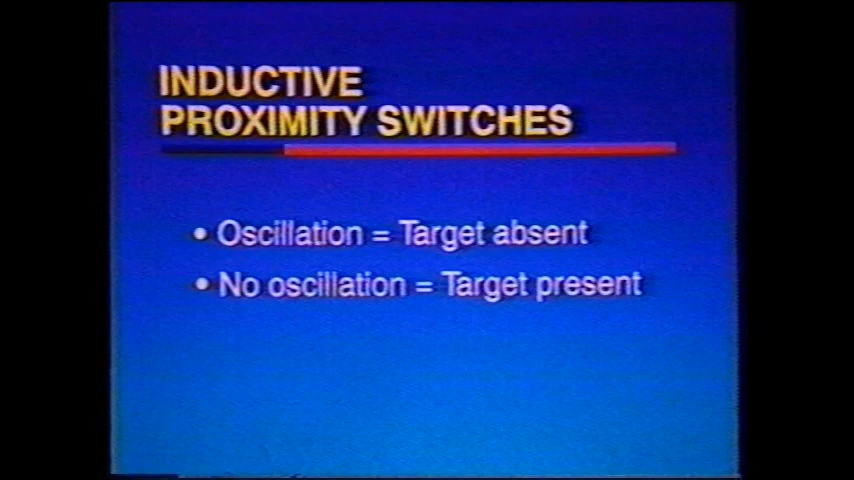 INDUCTIVE
PROXIMITY SWITCHES
• Oscillation = Target absent
• No oscillation = Target present